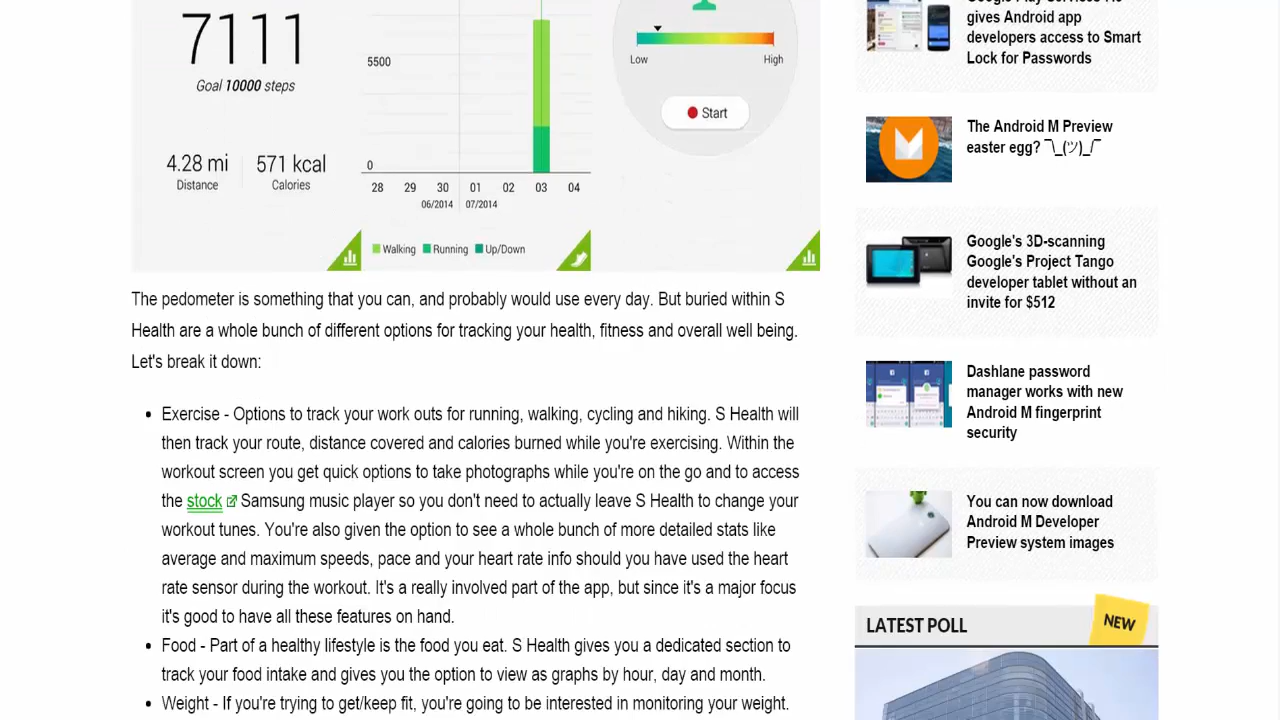 7111
Goal 10000 steps
4.28 mi
Distance
571 kcal
Calories
5500
0
28 29 30 01 02 03 04
06/2014 07/2014
Walking Running Up/Down
Low High
Start
The pedometer is something that you can, and probably would use every day. But buried within S
Health are a whole bunch of different options for tracking your health, fitness and overall well being.
Let's break it down:
• Exercise - Options to track your work outs for running, walking, cycling and hiking. S Health will
then track your route, distance covered and calories burned while you're exercising. Within the
workout screen you get quick options to take photographs while you're on the go and to access
the stock Samsung music player so you don't need to actually leave S Health to change your
workout tunes. You're also given the option to see a whole bunch of more detailed stats like
average and maximum speeds, pace and your heart rate info should you have used the heart
rate sensor during the workout. It's a really involved part of the app, but since it's a major focus
it's good to have all these features on hand.
• Food - Part of a healthy lifestyle is the food you eat. S Health gives you a dedicated section to
track your food intake and gives you the option to view as graphs by hour, day and month.
• Weight - If you're trying to get/keep fit, you're going to be interested in monitoring your weight.
gives Android app
developers access to Smart
Lock for Passwords
The Android M Preview
easter egg? ¯\_(ツ)_/¯
Google's 3D-scanning
Google's Project Tango
developer tablet without an
invite for $512
Dashlane password
manager works with new
Android M fingerprint
security
You can now download
Android M Developer
Preview system images
LATEST POLL
NEW